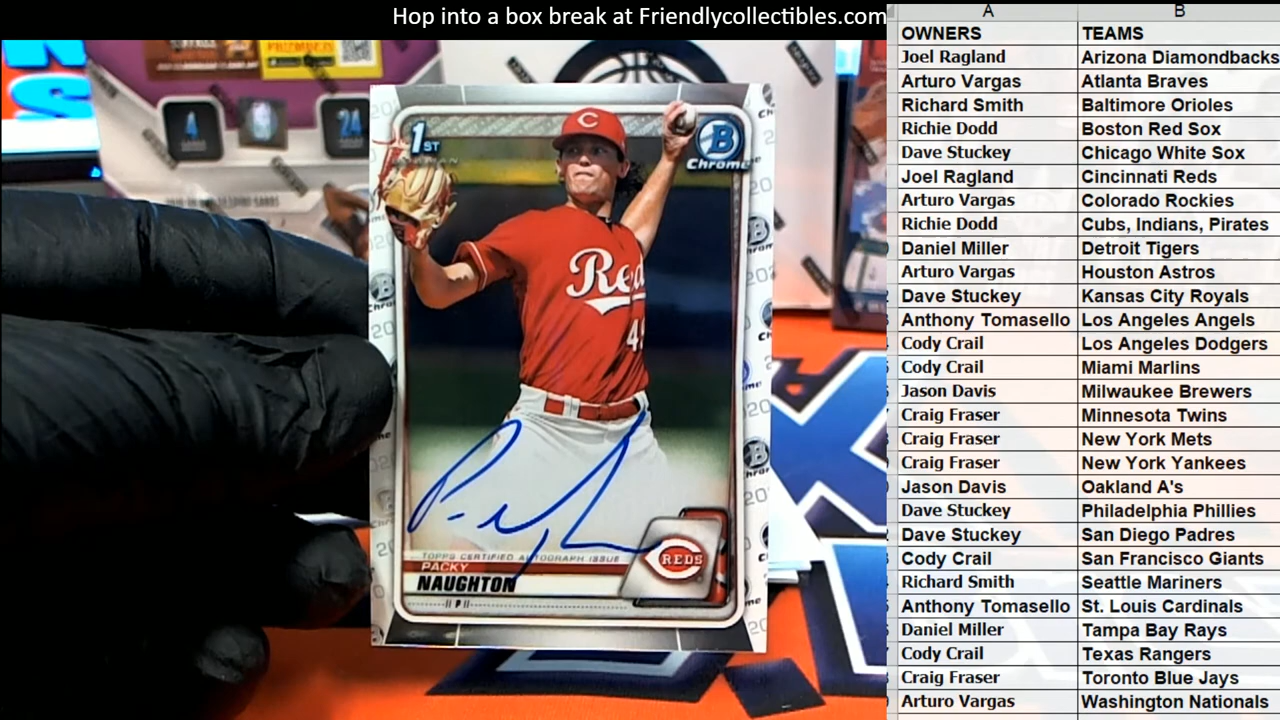 Hop into a box break at Friendlycollectibles.com
A B
OWNERS TEAMS
Joel Ragland Arizona Diamondbacks
Arturo Vargas Atlanta Braves
Richard Smith Baltimore Orioles
Richie Dodd Boston Red Sox
Dave Stuckey Chicago White Sox
Joel Ragland Cincinnati Reds
Arturo Vargas Colorado Rockies
Richie Dodd Cubs, Indians, Pirates
Daniel Miller Detroit Tigers
Arturo Vargas Houston Astros
Dave Stuckey Kansas City Royals
Anthony Tomasello Los Angeles Angels
Cody Crail Los Angeles Dodgers
Cody Crail Miami Marlins
Jason Davis Milwaukee Brewers
Craig Fraser Minnesota Twins
Craig Fraser New York Mets
Craig Fraser New York Yankees
Jason Davis Oakland A's
Dave Stuckey Philadelphia Phillies
Dave Stuckey San Diego Padres
Cody Crail San Francisco Giants
Richard Smith Seattle Mariners
Anthony Tomasello St. Louis Cardinals
Daniel Miller Tampa Bay Rays
Cody Crail Texas Rangers
Craig Fraser Toronto Blue Jays
Arturo Vargas Washington Nationals
4 24
1ST
B
Chrome
C
Reds
TOPPS CERTIFIED AUTOGRAPH ISSUE
PACKY
NAUGHTON
P
REDS